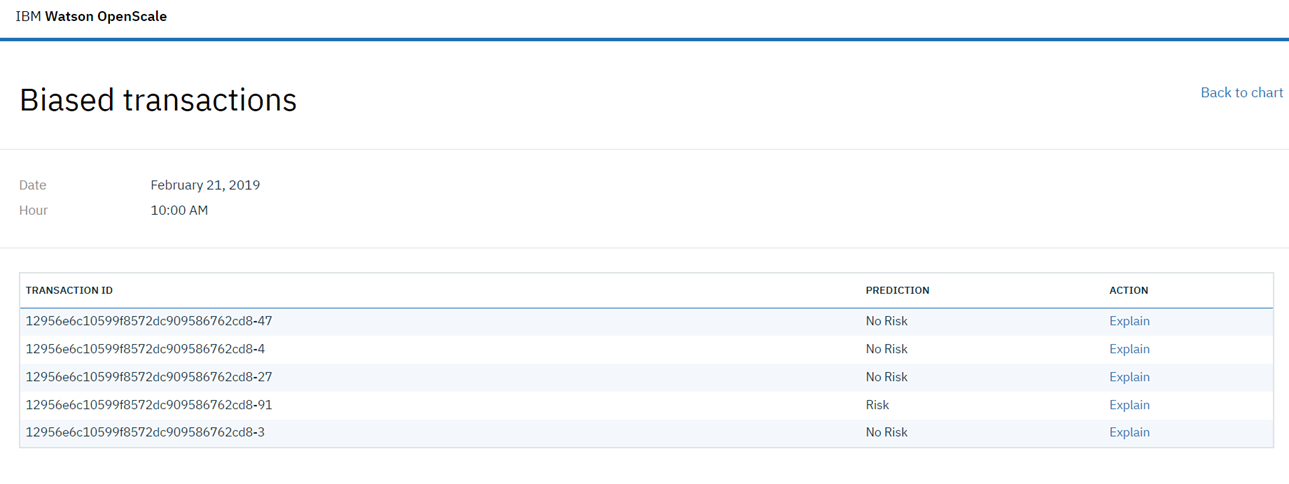 IBM Watson OpenScale
Biased transactions
Back to chart
Date February 21, 2019
Hour 10:00 AM
TRANSACTION ID PREDICTION ACTION
12956e6c10599f8572dc909586762cd8-47 No Risk Explain
12956e6c10599f8572dc909586762cd8-4 No Risk Explain
12956e6c10599f8572dc909586762cd8-27 No Risk Explain
12956e6c10599f8572dc909586762cd8-91 Risk Explain
12956e6c10599f8572dc909586762cd8-3 No Risk Explain